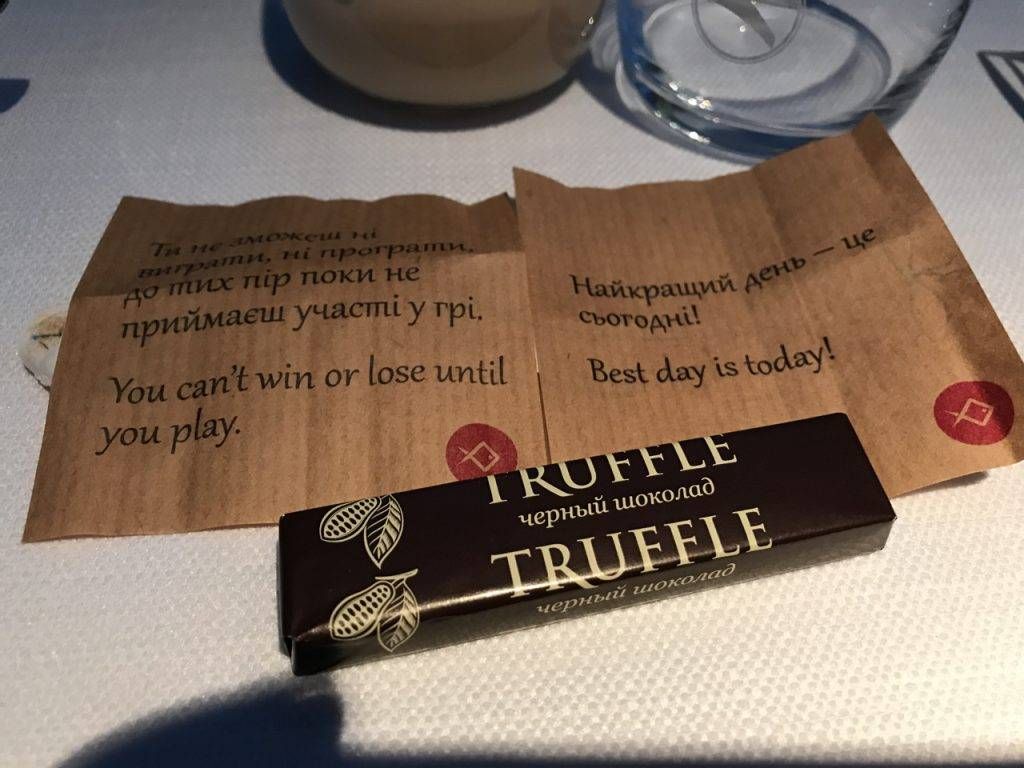 Ти не зможеш ні
виграти, ні програти,
до тих пір поки не
приймаєш участі у грі.
You can't win or lose until
you play.
Найкращий день — це
сьогодні!
Best day is today!
TRUFFLE
черный шоколад
TRUFFLE
черный шоколад